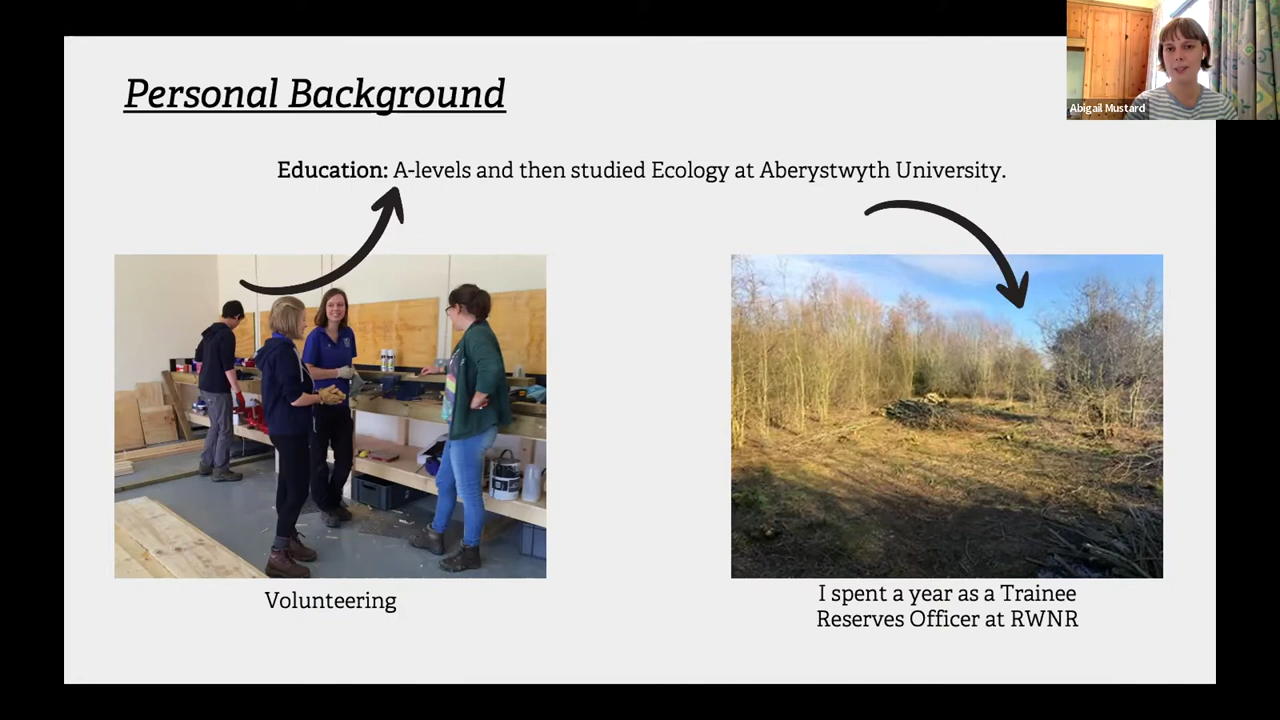 Personal Background
Abigail Mustard
Education: A-levels and then studied Ecology at Aberystwyth University.
Volunteering
I spent a year as a Trainee
Reserves Officer at RWNR